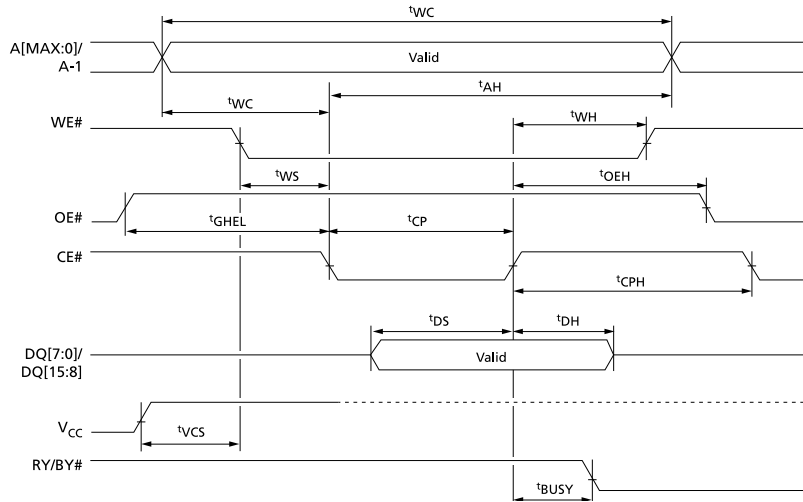 tWC
A[MAX:0]/
A-1
Valid
tWC
tAH
WE#
tWH
tWS
tOEH
OE#
tGHEL
tCP
CE#
tCPH
tDS
tDH
DQ[7:0]/
DQ[15:8]
Valid
VCC
tVCS
RY/BY#
tBUSY